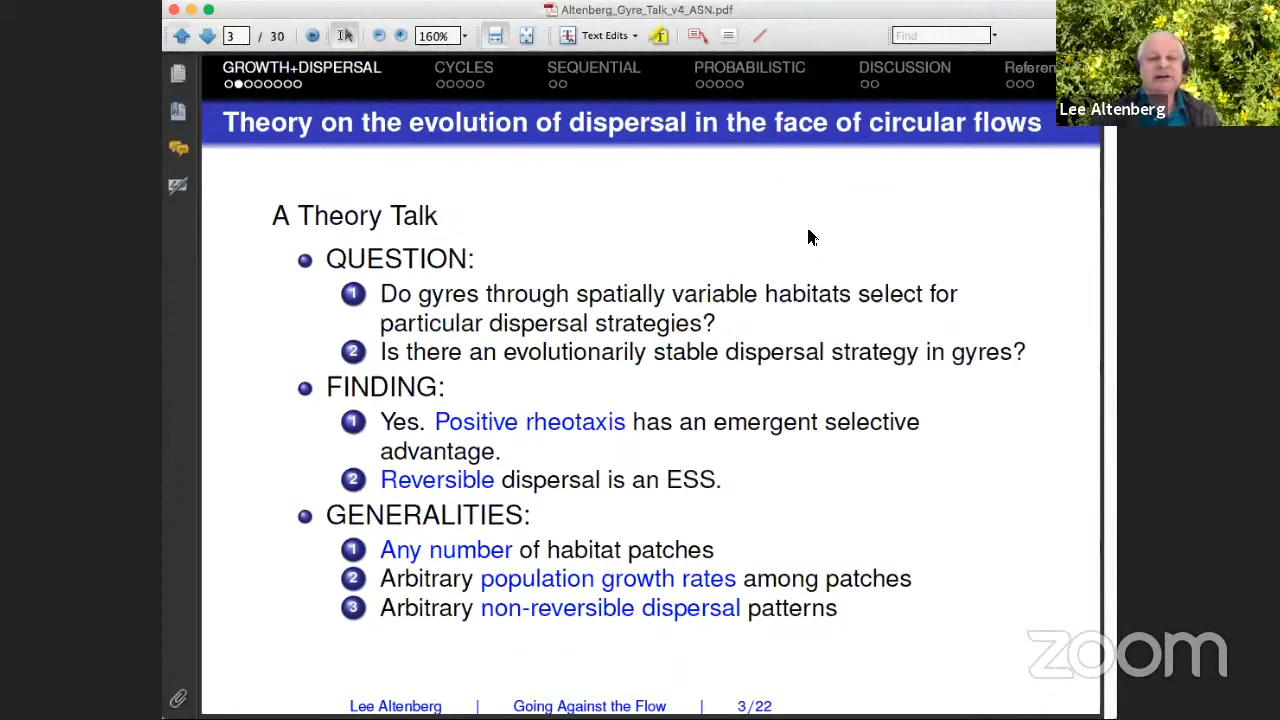 Altenberg_Gyre_Talk_v4_ASN.pdf
3 / 30 160% Text Edits Find
GROWTH+DISPERSAL CYCLES SEQUENTIAL PROBABILISTIC DISCUSSION Referen
Lee Altenberg
Theory on the evolution of dispersal in the face of circular flows
A Theory Talk
QUESTION:
1 Do gyres through spatially variable habitats select for
particular dispersal strategies?
2 Is there an evolutionarily stable dispersal strategy in gyres?
FINDING:
1 Yes. Positive rheotaxis has an emergent selective
advantage.
2 Reversible dispersal is an ESS.
GENERALITIES:
1 Any number of habitat patches
2 Arbitrary population growth rates among patches
3 Arbitrary non-reversible dispersal patterns
zoom
Lee Altenberg | Going Against the Flow | 3/22